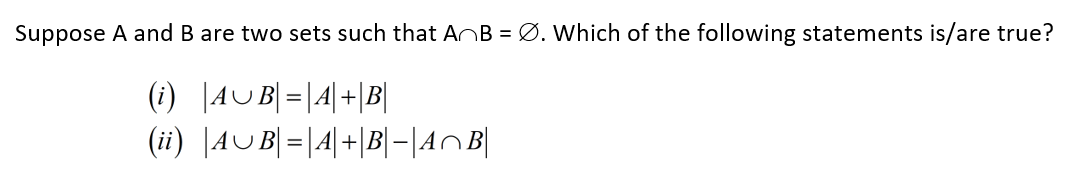 Suppose A and B are two sets such that A∩B = ∅. Which of the following statements is/are true?
(i) |A∪B|=|A|+|B|
(ii) |A∪B|=|A|+|B|−|A∩B|